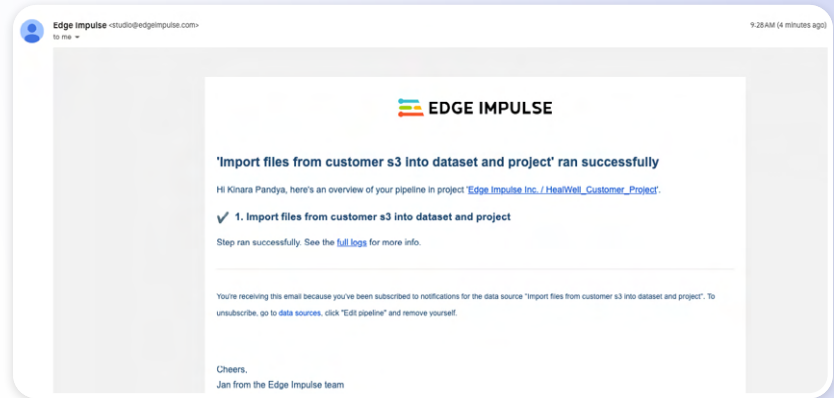 Edge Impulse <studio@edgeimpulse.com>
9:28 AM (4 minutes ago)
to me
EDGE IMPULSE
'Import files from customer s3 into dataset and project' ran successfully
Hi Kinara Pandya, here's an overview of your pipeline in project 'Edge Impulse Inc. / HealWell_Customer_Project'.
1. Import files from customer s3 into dataset and project
Step ran successfully. See the full logs for more info.
You're receiving this email because you've been subscribed to notifications for the data source "Import files from customer s3 into dataset and project". To
unsubscribe, go to data sources, click "Edit pipeline" and remove yourself.
Cheers,
Jan from the Edge Impulse team